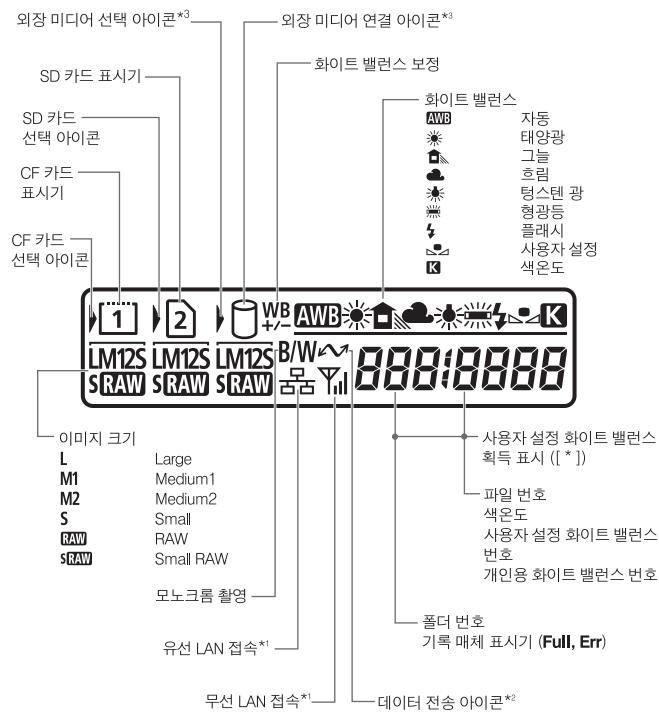 외장 미디어 선택 아이콘*3
외장 미디어 연결 아이콘*3
SD 카드 표시기
화이트 밸런스 보정
SD 카드
선택 아이콘
CF 카드
표시기
CF 카드
선택 아이콘
화이트 밸런스
AWB 자동
태양광
그늘
흐림
텅스텐 광
형광등
플래시
사용자 설정
K 색온도
1 2 WB +/- AWB K
LM12S LM12S LM12S B/W
S RAW S RAW S RAW 888:8888
이미지 크기
L Large
M1 Medium1
M2 Medium2
S Small
RAW RAW
S RAW Small RAW
모노크롬 촬영
유선 LAN 접속*1
무선 LAN 접속*1
데이터 전송 아이콘*2
사용자 설정 화이트 밸런스
획득 표시 ([ * ])
파일 번호
색온도
사용자 설정 화이트 밸런스
번호
개인용 화이트 밸런스 번호
폴더 번호
기록 매체 표시기 (Full, Err)